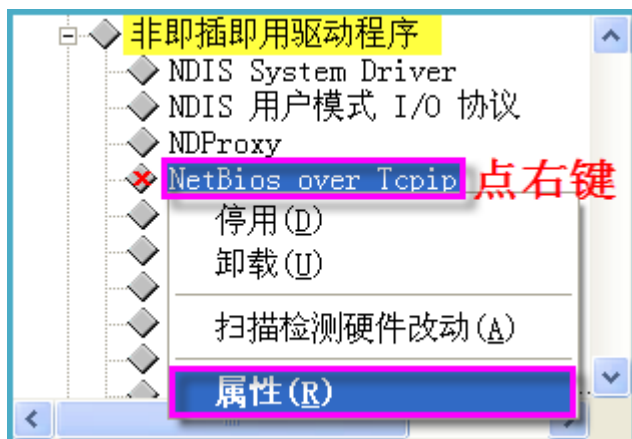 非即插即用驱动程序
NDIS System Driver
NDIS 用户模式 I/O 协议
NDProxy
NetBios over Tcpip 点右键
停用(D)
卸载(U)
扫描检测硬件改动(A)
属性(R)